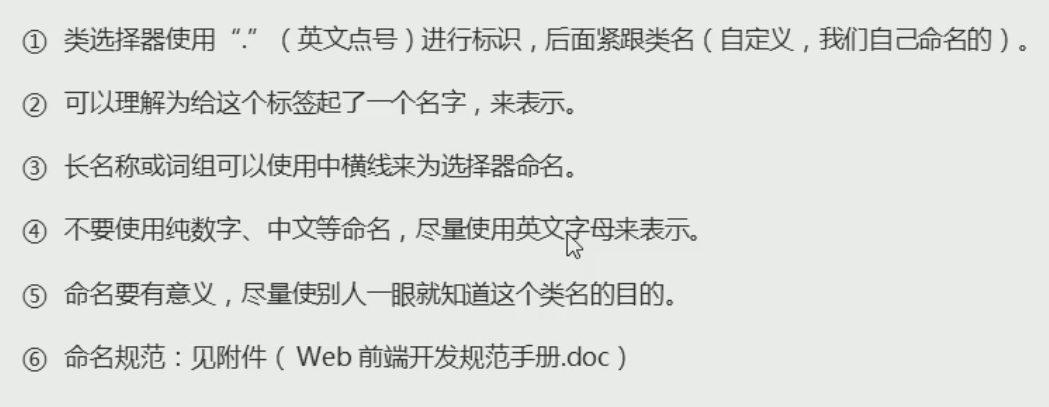 ① 类选择器使用“.”（英文点号）进行标识，后面紧跟类名（自定义，我们自己命名的）。
② 可以理解为给这个标签起了一个名字，来表示。
③ 长名称或词组可以使用中横线来为选择器命名。
④ 不要使用纯数字、中文等命名，尽量使用英文字母来表示。
⑤ 命名要有意义，尽量使别人一眼就知道这个类名的目的。
⑥ 命名规范：见附件（ Web 前端开发规范手册.doc ）